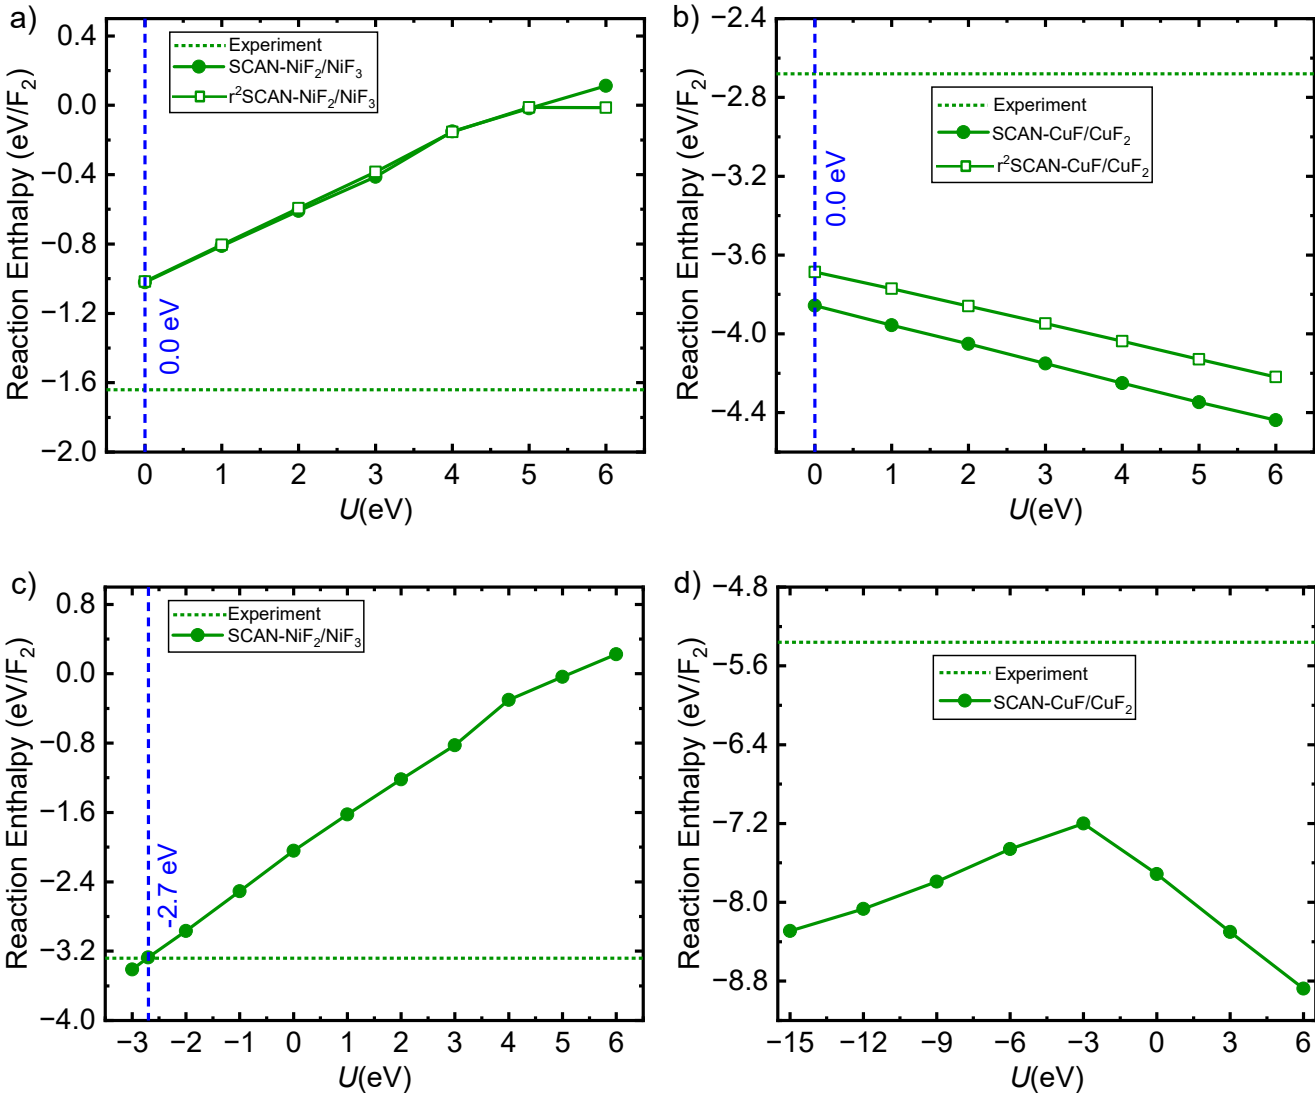 a)
Reaction Enthalpy (eV/F₂)
0.4
0.0
−0.4
−0.8
−1.2
−1.6
−2.0
Experiment
SCAN-NiF₂/NiF₃
r²SCAN-NiF₂/NiF₃
0.0 eV
0 1 2 3 4 5 6
U(eV)
b)
Reaction Enthalpy (eV/F₂)
−2.4
−2.8
−3.2
−3.6
−4.0
−4.4
Experiment
SCAN-CuF/CuF₂
r²SCAN-CuF/CuF₂
0.0 eV
0 1 2 3 4 5 6
U(eV)
c)
Reaction Enthalpy (eV/F₂)
0.8
0.0
−0.8
−1.6
−2.4
−3.2
−4.0
Experiment
SCAN-NiF₂/NiF₃
-2.7 eV
−3 −2 −1 0 1 2 3 4 5 6
U(eV)
d)
Reaction Enthalpy (eV/F₂)
−4.8
−5.6
−6.4
−7.2
−8.0
−8.8
Experiment
SCAN-CuF/CuF₂
−15 −12 −9 −6 −3 0 3 6
U(eV)